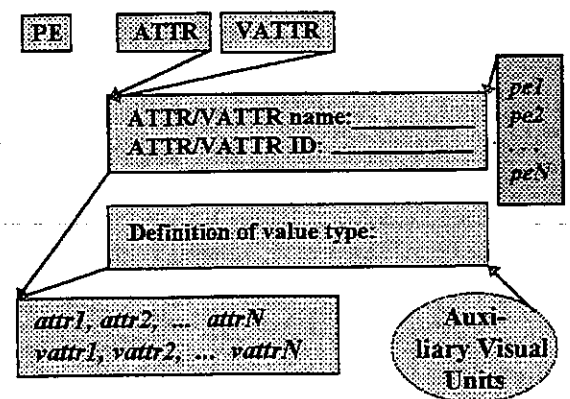 PE ATTR VATTR
ATTR/VATTR name:
ATTR/VATTR ID:
pe1
pe2
. . .
peN
Definition of value type:
attr1, attr2, ... attrN
vattr1, vattr2, ... vattrN
Auxi-
liary Visual
Units